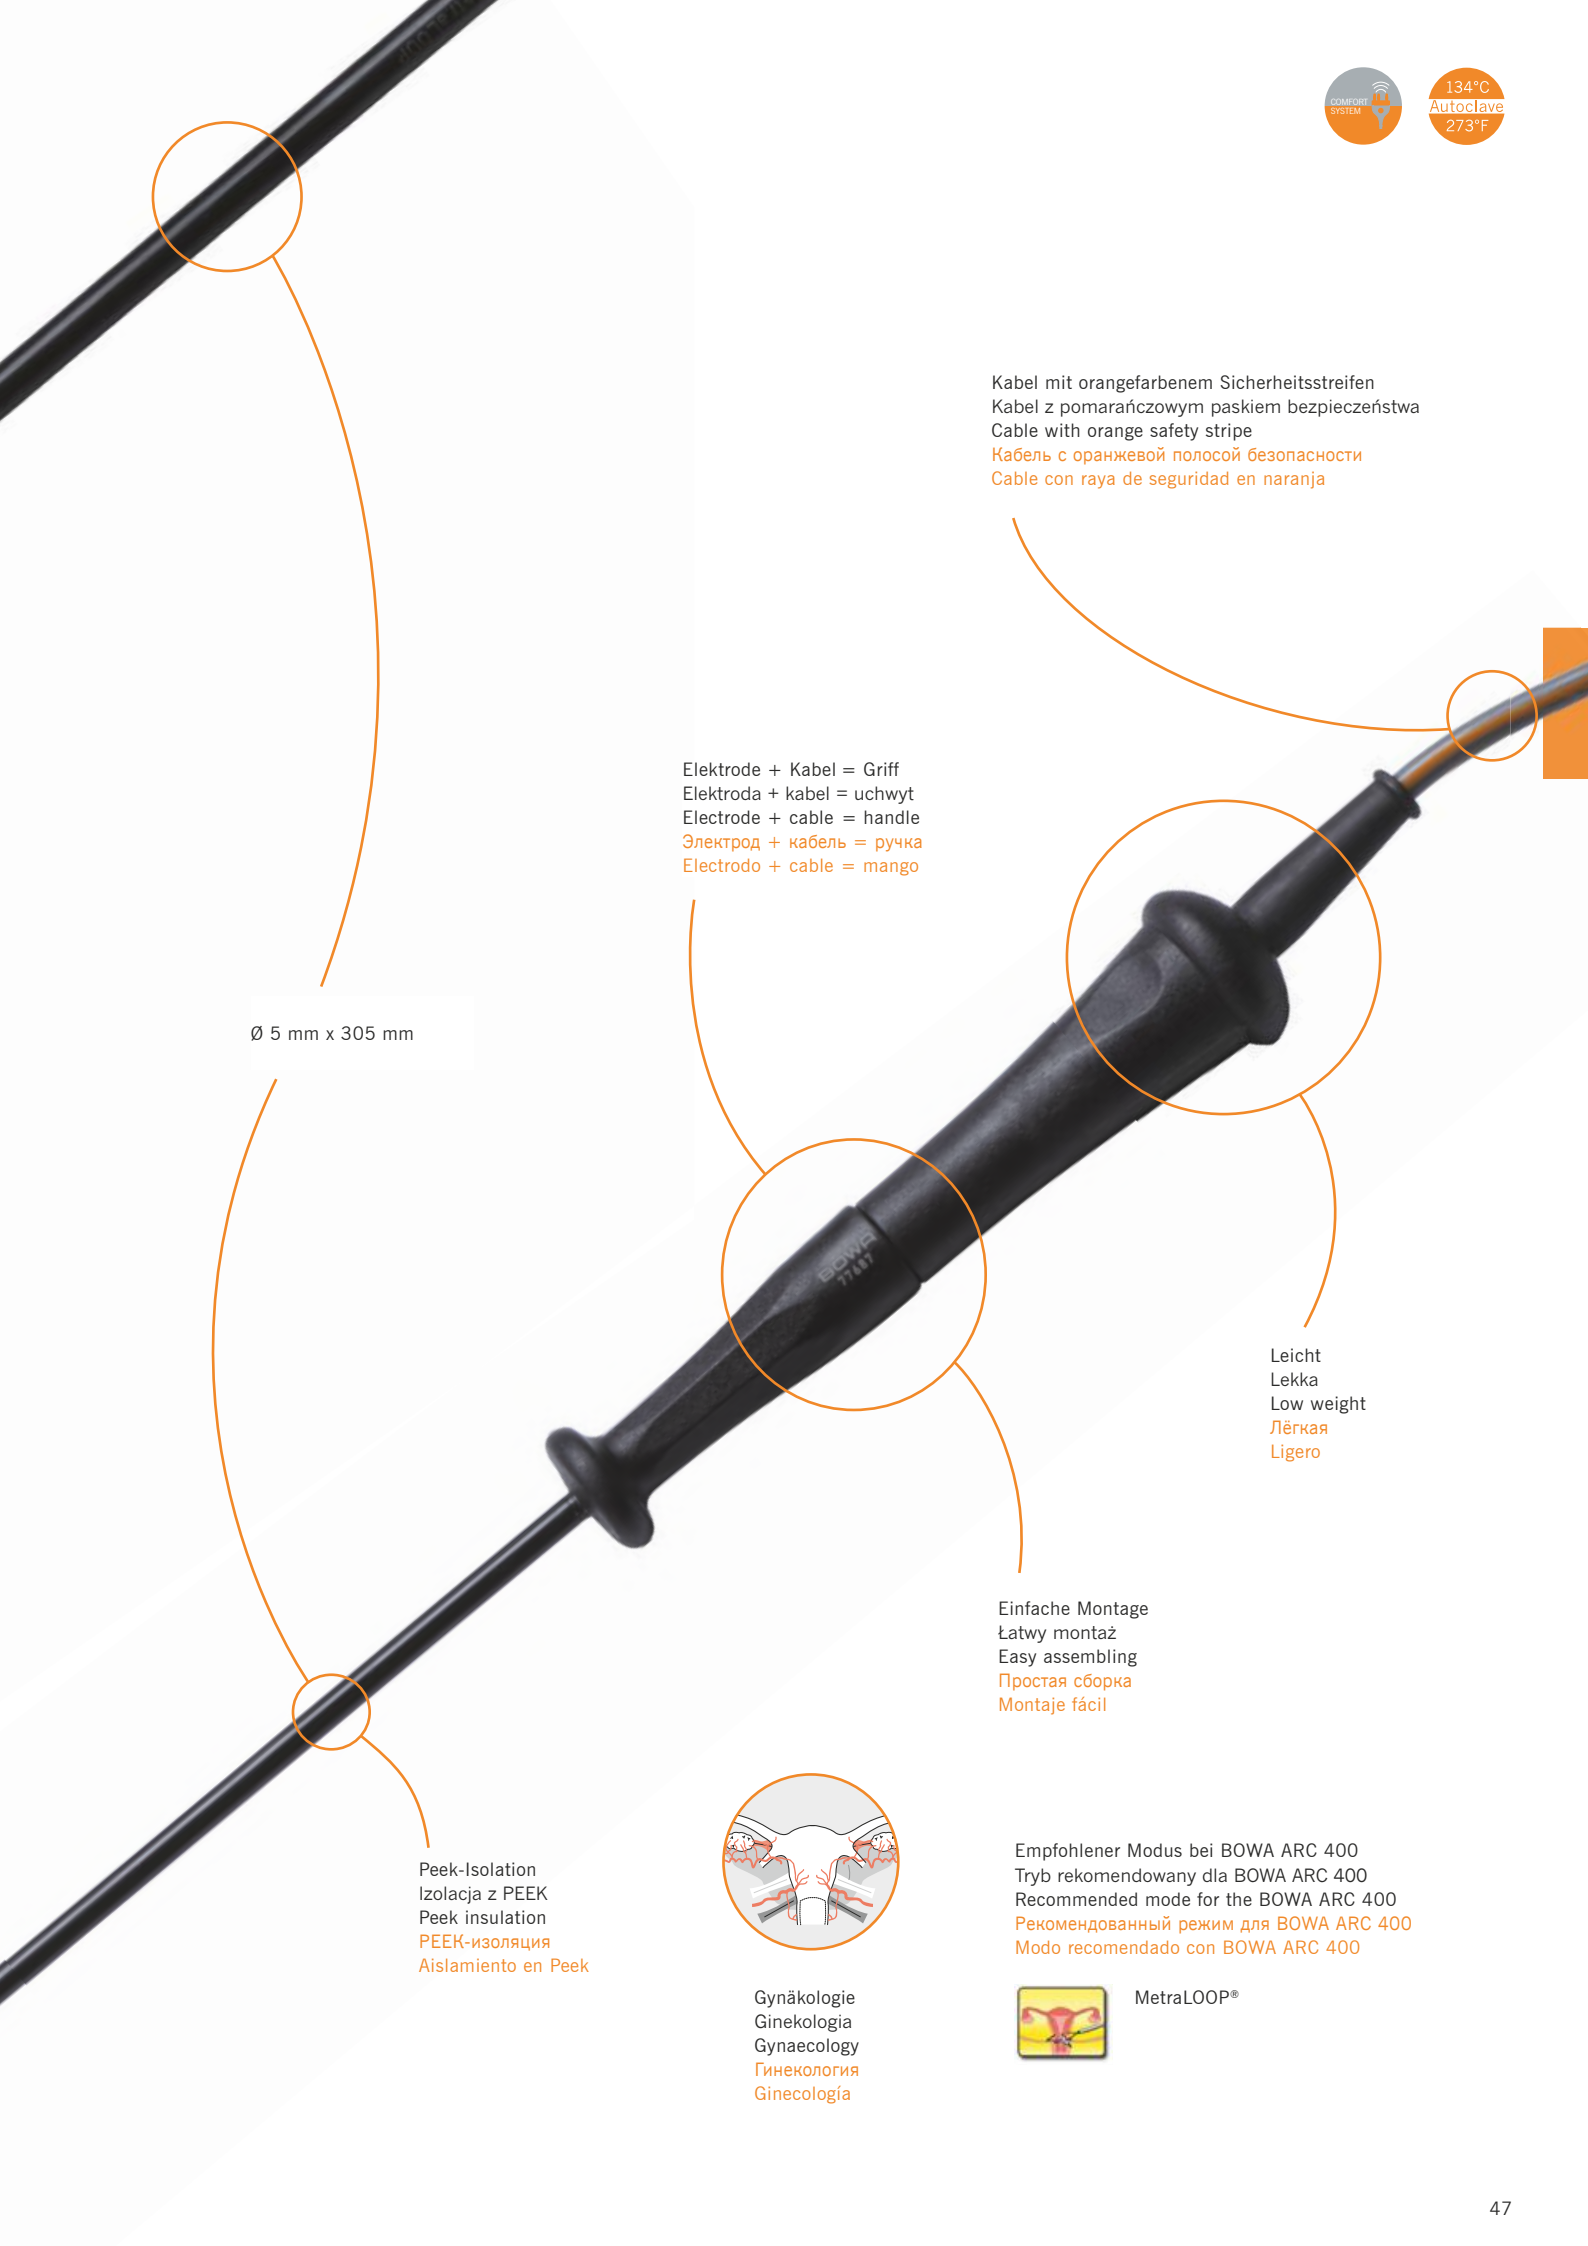 COMFORT
SYSTEM
134°C
Autoclave
273°F
Kabel mit orangefarbenem Sicherheitsstreifen
Kabel z pomarańczowym paskiem bezpieczeństwa
Cable with orange safety stripe
Кабель с оранжевой полосой безопасности
Cable con raya de seguridad en naranja
Elektrode + Kabel = Griff
Elektroda + kabel = uchwyt
Electrode + cable = handle
Электрод + кабель = ручка
Electrodo + cable = mango
Ø 5 mm x 305 mm
BOWA
77687
Leicht
Lekka
Low weight
Лёгкая
Ligero
Einfache Montage
Łatwy montaż
Easy assembling
Простая сборка
Montaje fácil
Peek-Isolation
Izolacja z PEEK
Peek insulation
PEEK-изоляция
Aislamiento en Peek
Gynäkologie
Ginekologia
Gynaecology
Гинекология
Ginecología
Empfohlener Modus bei BOWA ARC 400
Tryb rekomendowany dla BOWA ARC 400
Recommended mode for the BOWA ARC 400
Рекомендованный режим для BOWA ARC 400
Modo recomendado con BOWA ARC 400
MetraLOOP®
47